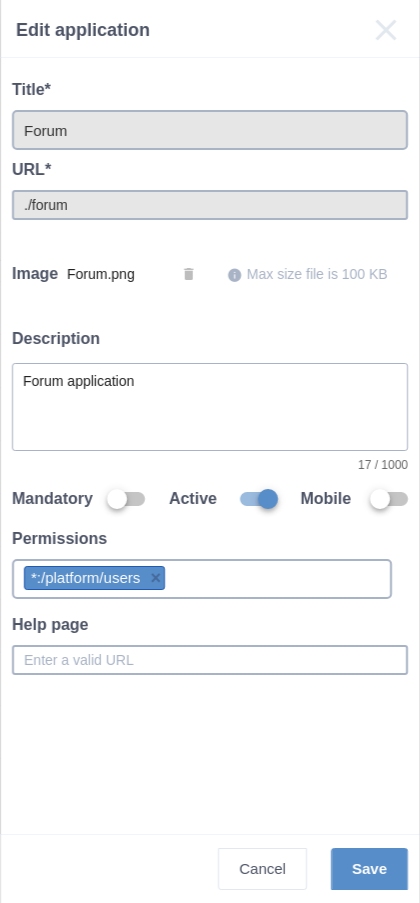 Edit application
Title*
Forum
URL*
./forum
Image Forum.png Max size file is 100 KB
Description
Forum application
17 / 1000
Mandatory Active Mobile
Permissions
*:/platform/users
Help page
Enter a valid URL
Cancel Save